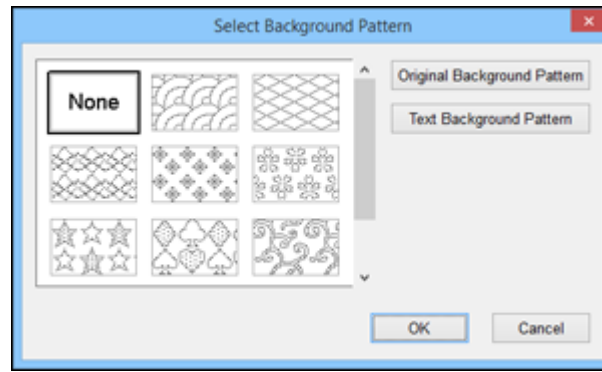 Select Background Pattern
None
Original Background Pattern
Text Background Pattern
OK
Cancel